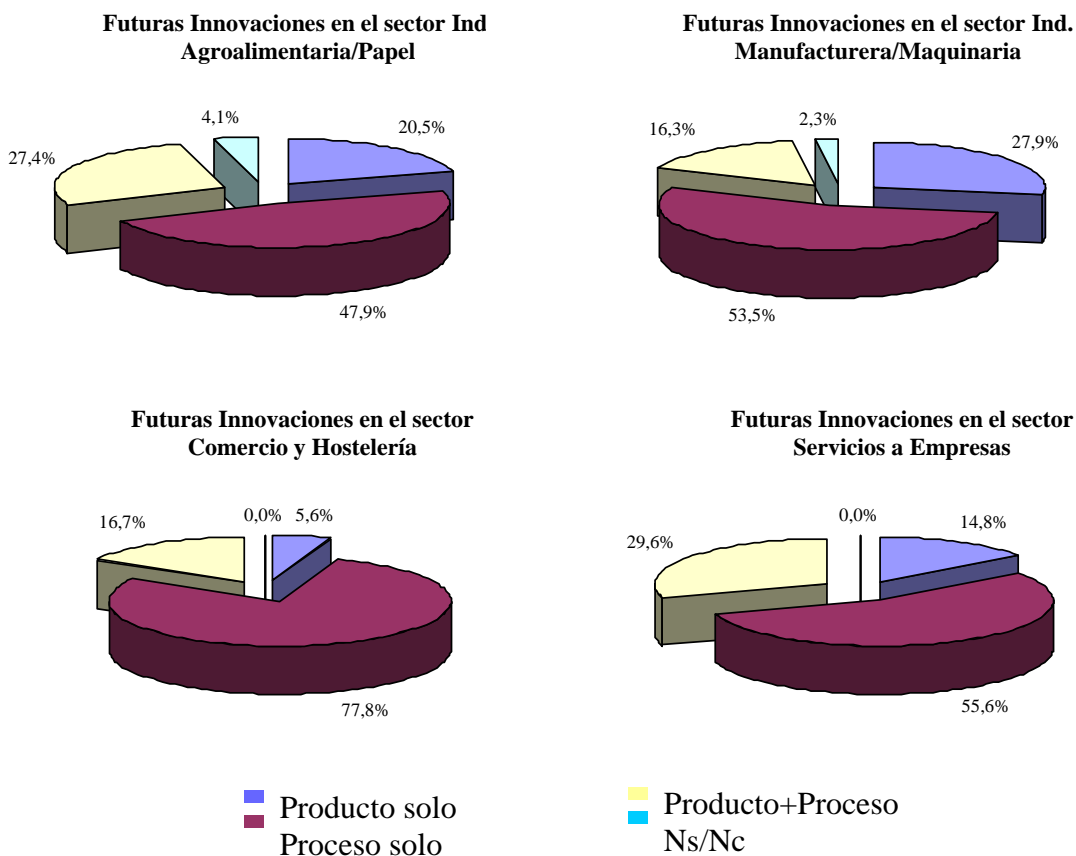 Futuras Innovaciones en el sector Ind
Agroalimentaria/Papel
4,1%
20,5%
27,4%
47,9%
Futuras Innovaciones en el sector Ind.
Manufacturera/Maquinaria
2,3%
16,3%
27,9%
53,5%
Futuras Innovaciones en el sector
Comercio y Hostelería
16,7%
0,0%
5,6%
77,8%
Futuras Innovaciones en el sector
Servicios a Empresas
0,0%
14,8%
29,6%
55,6%
Producto solo
Proceso solo
Producto+Proceso
Ns/Nc